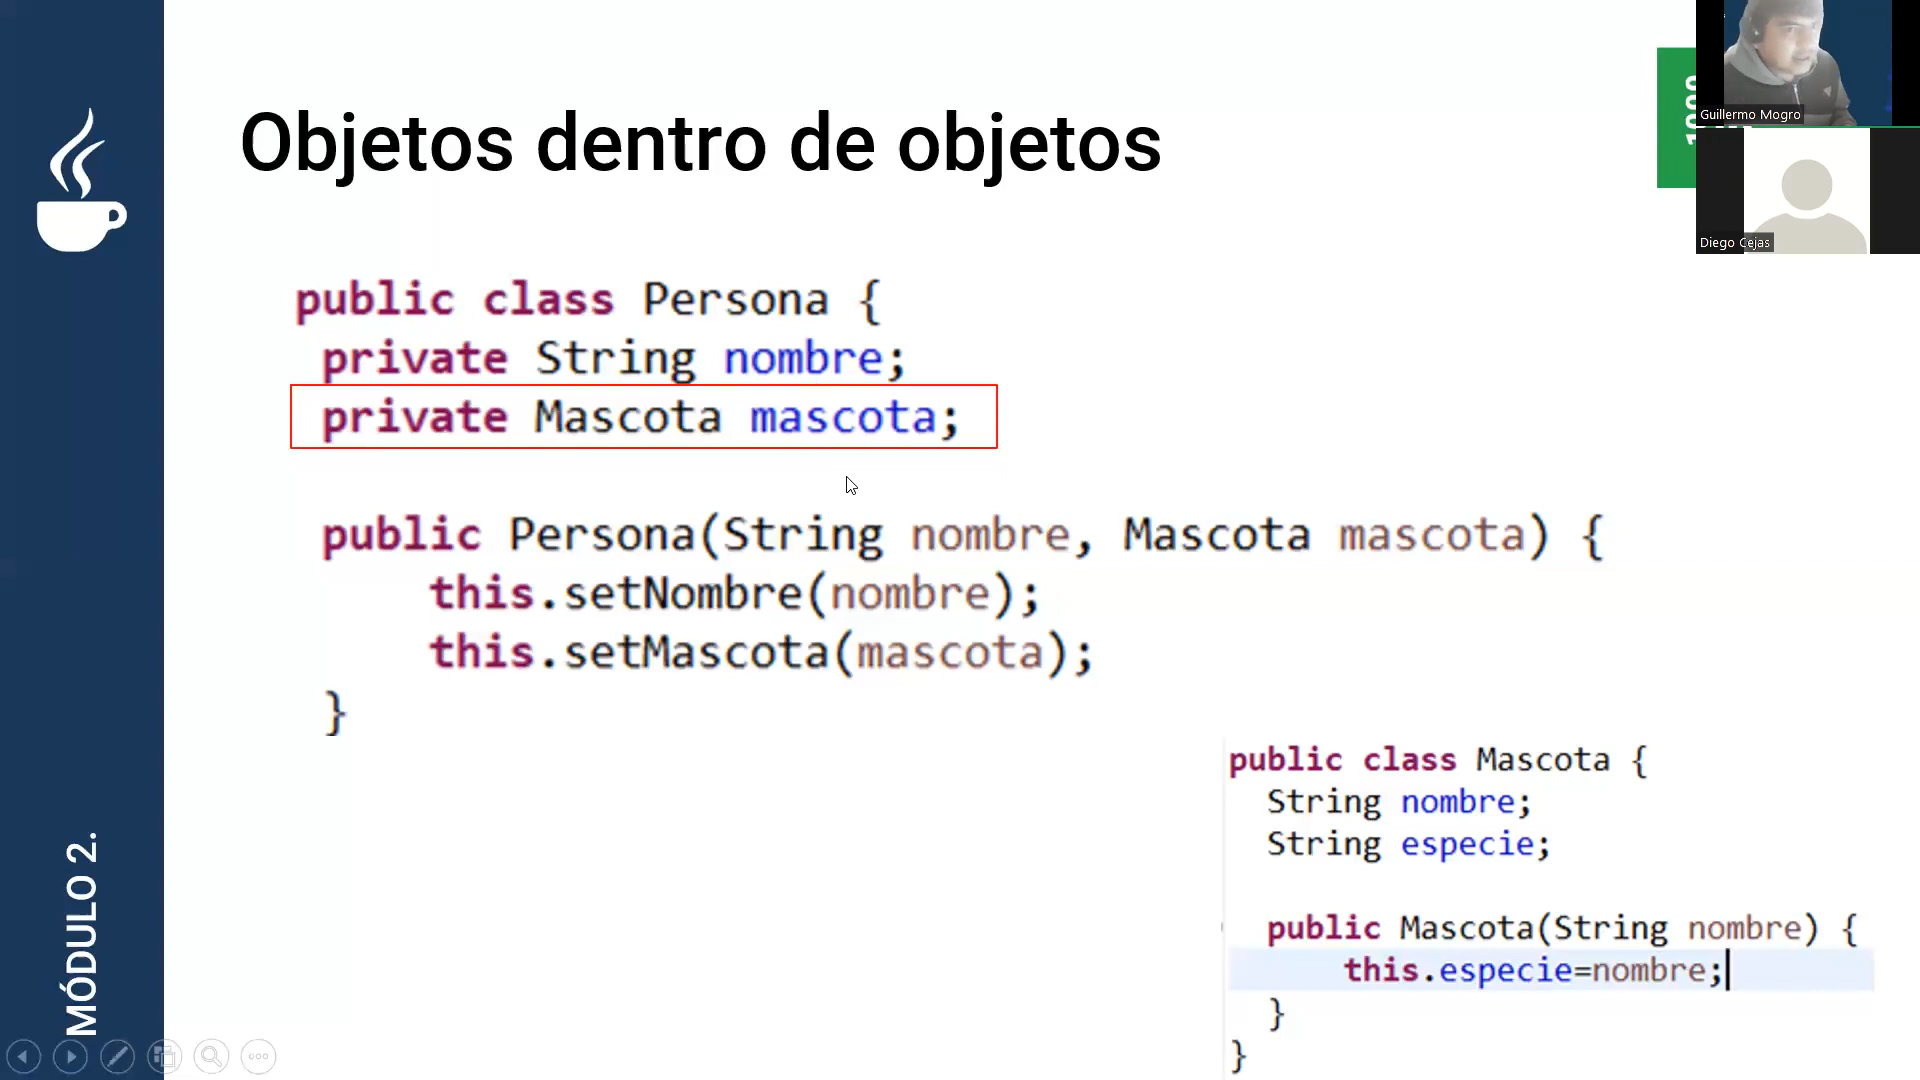 Objetos dentro de objetos
public class Persona {
private String nombre;
private Mascota mascota;
public Persona(String nombre, Mascota mascota) {
this.setNombre(nombre);
this.setMascota(mascota);
}
public class Mascota {
String nombre;
String especie;
public Mascota(String nombre) {
this.especie=nombre;
}
}
MÓDULO 2.
Guillermo Mogro
Diego Cejas